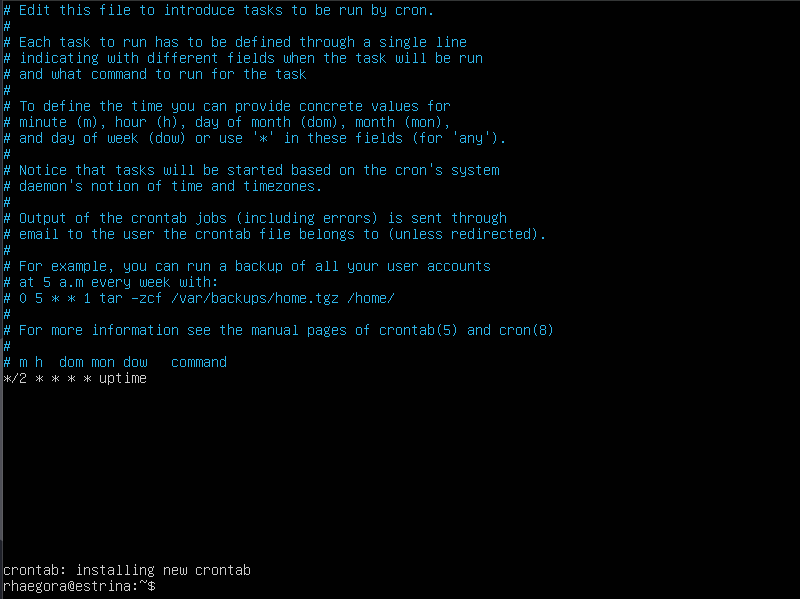 # Edit this file to introduce tasks to be run by cron.
#
# Each task to run has to be defined through a single line
# indicating with different fields when the task will be run
# and what command to run for the task
#
# To define the time you can provide concrete values for
# minute (m), hour (h), day of month (dom), month (mon),
# and day of week (dow) or use '*' in these fields (for 'any').
#
# Notice that tasks will be started based on the cron's system
# daemon's notion of time and timezones.
#
# Output of the crontab jobs (including errors) is sent through
# email to the user the crontab file belongs to (unless redirected).
#
# For example, you can run a backup of all your user accounts
# at 5 a.m every week with:
# 0 5 * * 1 tar -zcf /var/backups/home.tgz /home/
#
# For more information see the manual pages of crontab(5) and cron(8)
#
# m h  dom mon dow   command
*/2 * * * * uptime
crontab: installing new crontab
rhaegora@estrina:~$